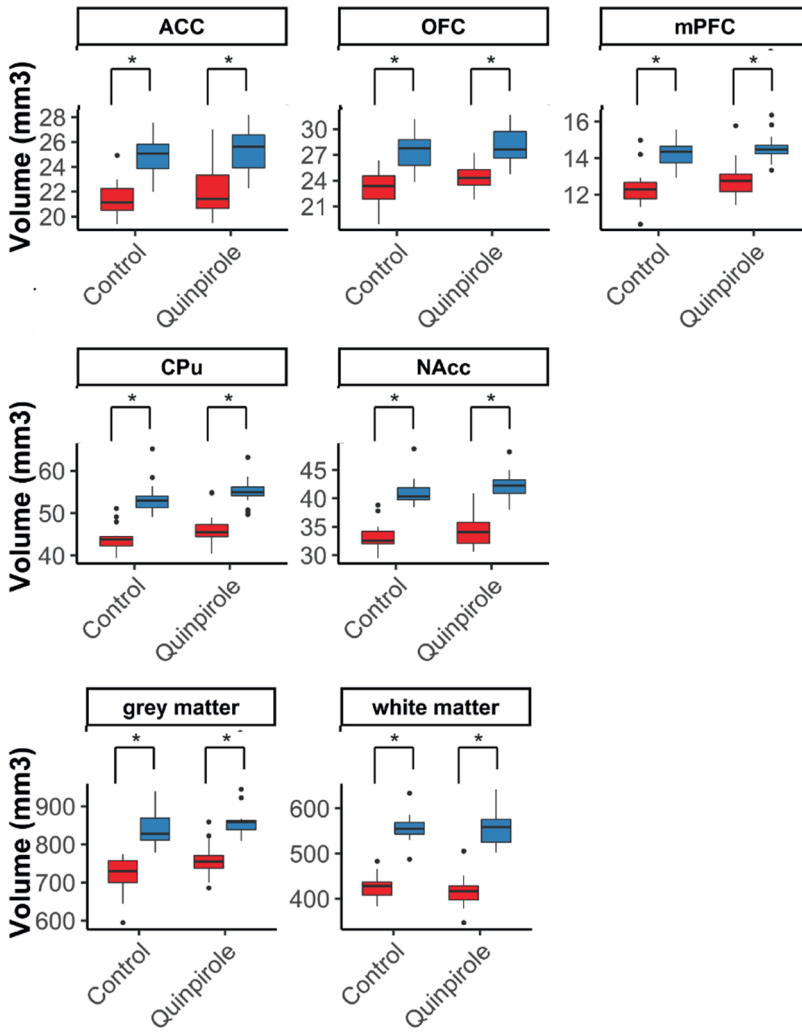 ACC OFC mPFC
* * * * * *
Volume (mm3)
28 30 16
26 27 14
24 24 12
22 21
20
Control Quinpirole Control Quinpirole Control Quinpirole
CPu NAcc
* * * *
Volume (mm3)
60 45
50 40
40 35
30
Control Quinpirole Control Quinpirole
grey matter white matter
* * * *
Volume (mm3)
900 600
800 500
700 400
600
Control Quinpirole Control Quinpirole